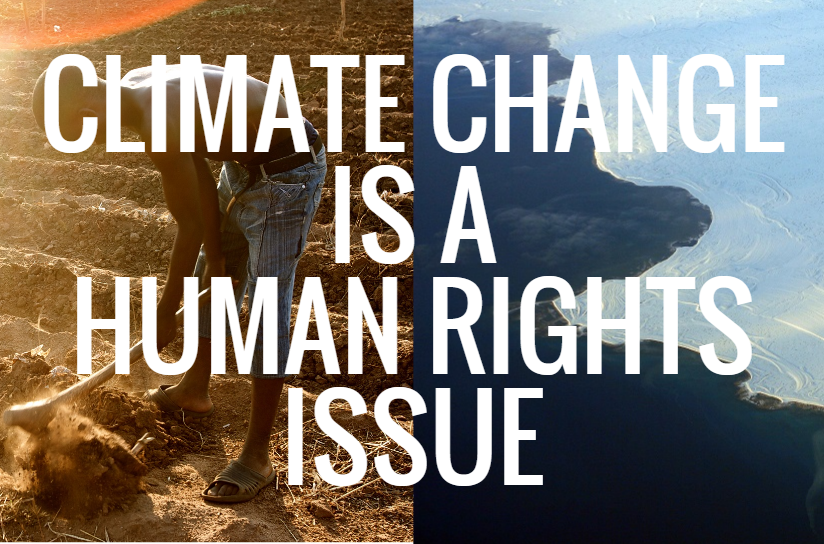 CLIMATE CHANGE
IS A
HUMAN RIGHTS
ISSUE